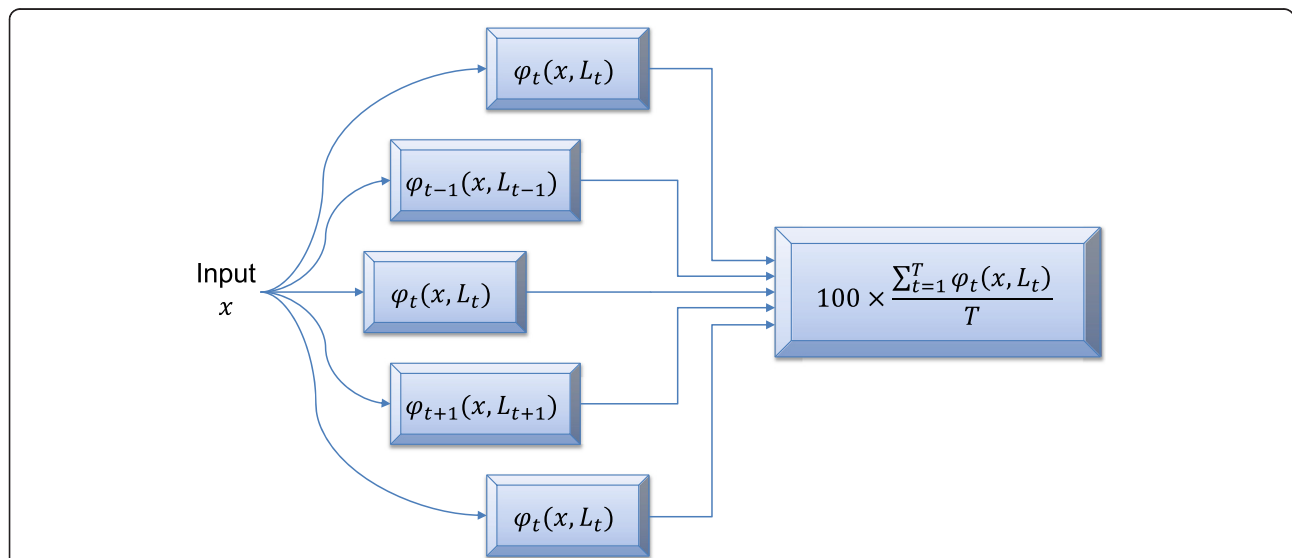 φ_t(x, L_t)
φ_{t−1}(x, L_{t−1})
Input
x
φ_t(x, L_t)
100 × \frac{∑_{t=1}^{T} φ_t(x, L_t)}{T}
φ_{t+1}(x, L_{t+1})
φ_t(x, L_t)